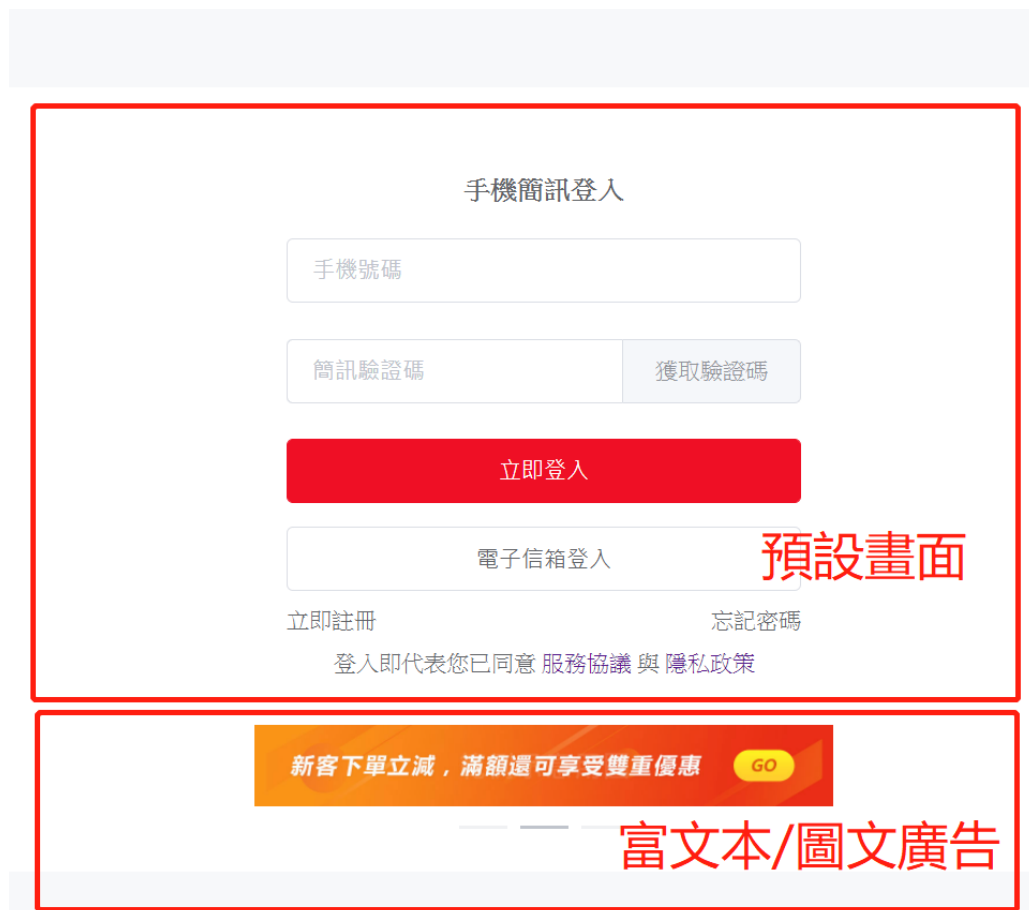 手機簡訊登入
手機號碼
簡訊驗證碼 獲取驗證碼
立即登入
電子信箱登入
預設畫面
立即註冊 忘記密碼
登入即代表您已同意 服務協議 與 隱私政策
新客下單立減，滿額還可享受雙重優惠 GO
富文本/圖文廣告